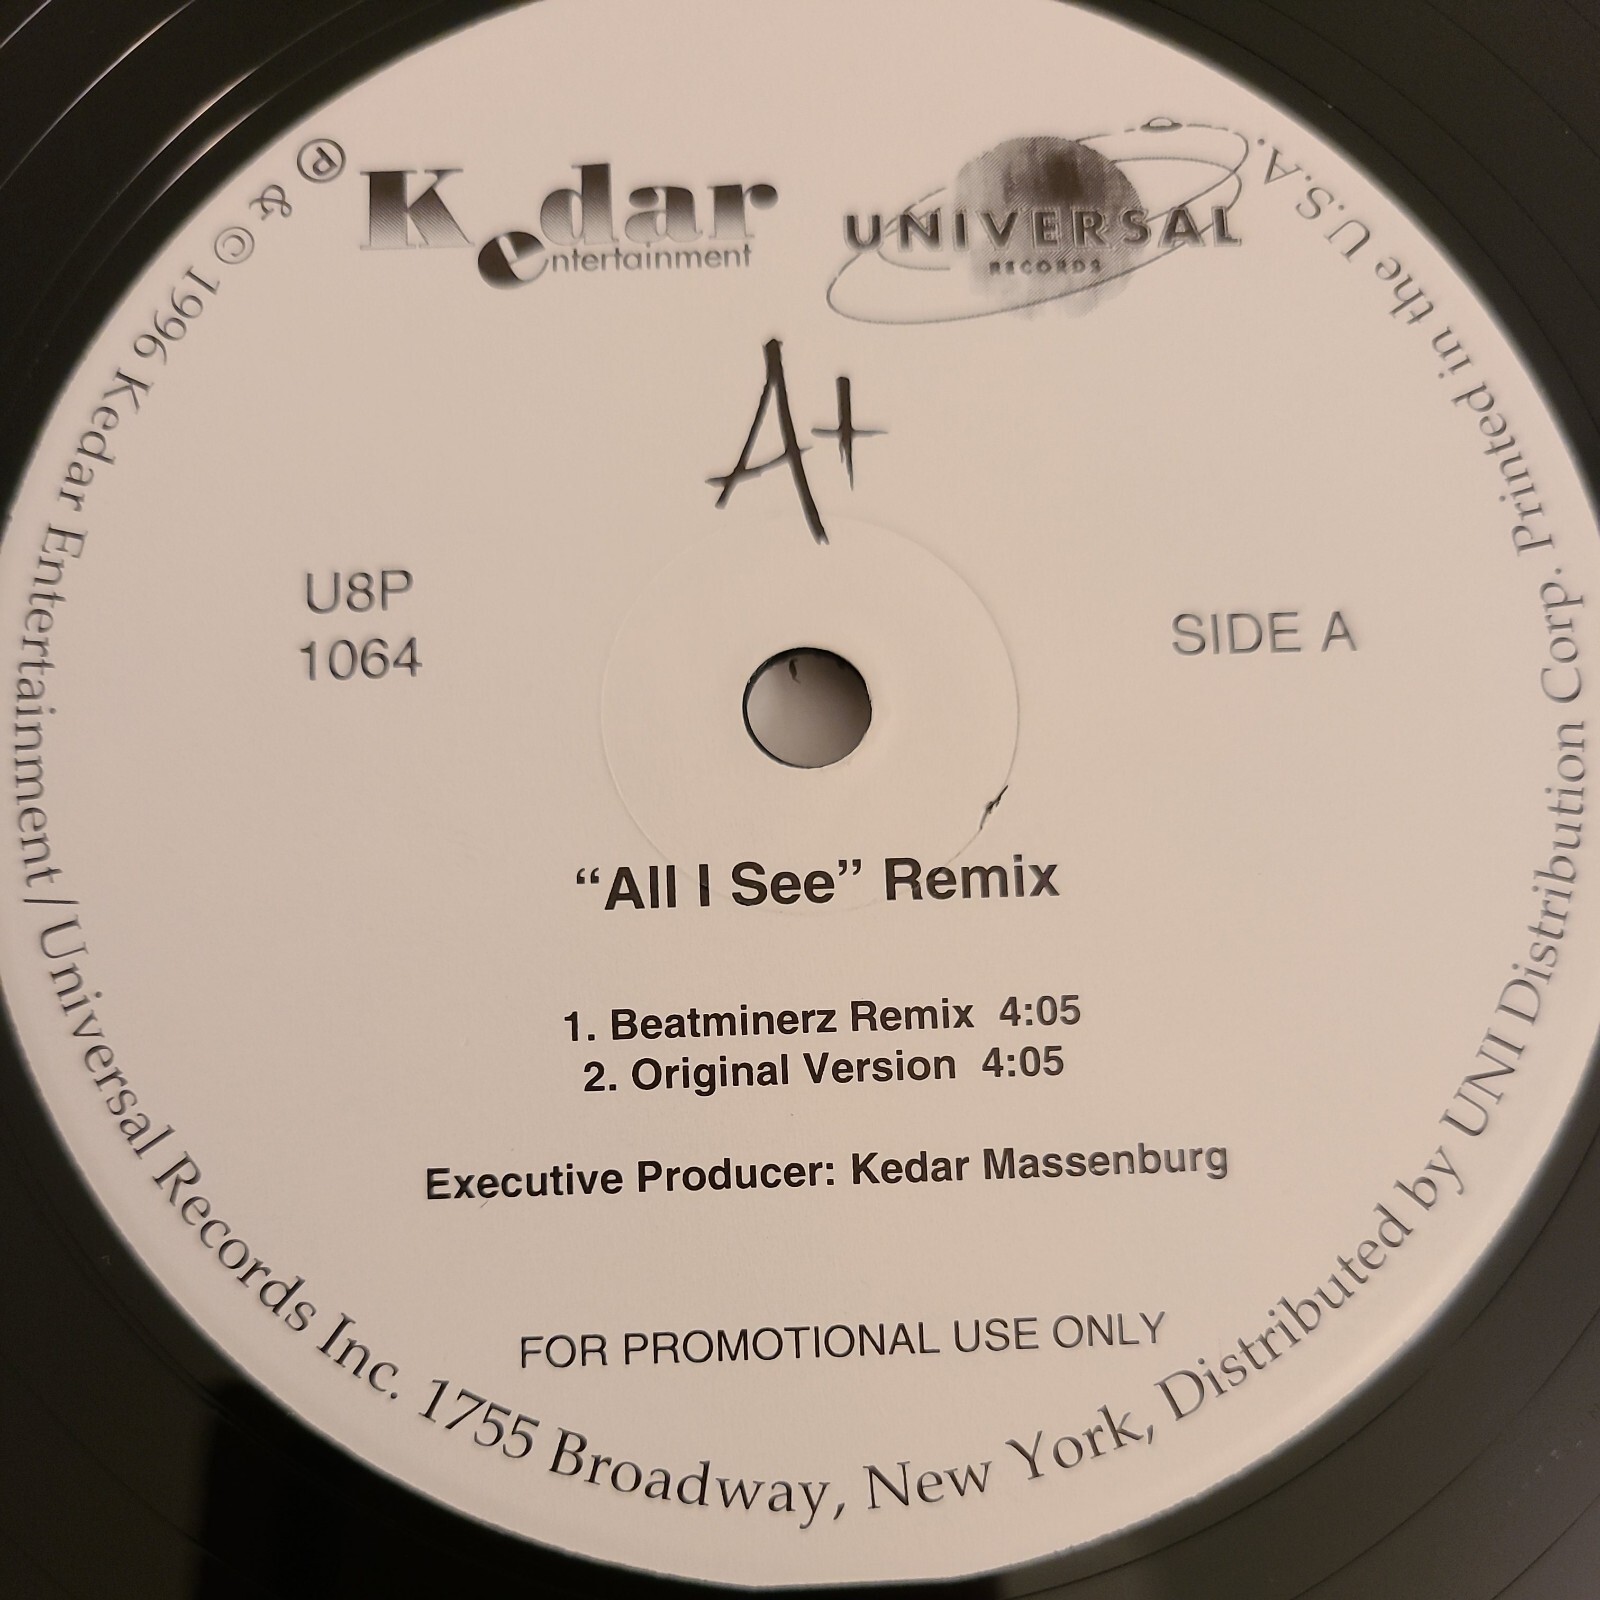 Kedar
entertainment
UNIVERSAL
RECORDS
A+
U8P
1064
SIDE A
“All I See” Remix
1. Beatminerz Remix 4:05
2. Original Version 4:05
Executive Producer: Kedar Massenburg
FOR PROMOTIONAL USE ONLY
℗ & © 1996 Kedar Entertainment / Universal Records Inc. 1755 Broadway, New York, Distributed by UNI Distribution Corp. Printed in the U.S.A.